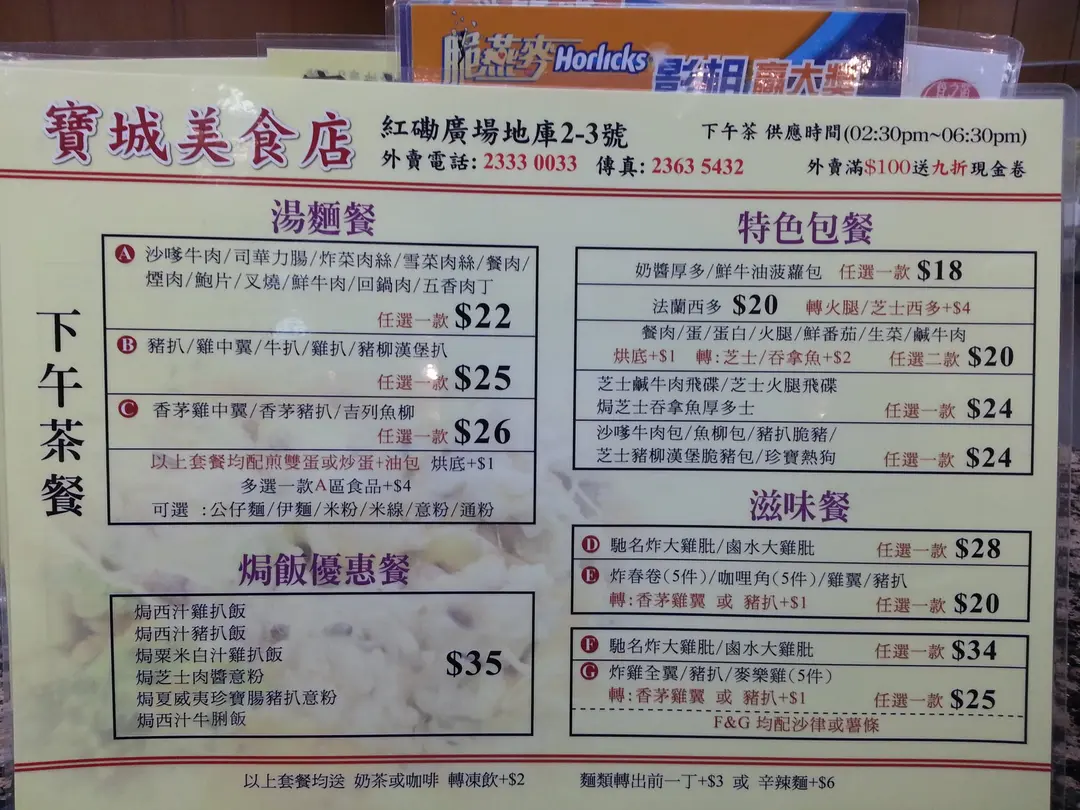 脆燕麥 Horlicks 影相 贏大獎
寶城美食店
紅磡廣場地庫2-3號
外賣電話: 2333 0033 傳真: 2363 5432
下午茶 供應時間(02:30pm~06:30pm)
外賣滿$100送九折現金卷
下午茶餐
湯麵餐
A 沙嗲牛肉/司華力腸/炸菜肉絲/雪菜肉絲/餐肉/
煙肉/鮑片/叉燒/鮮牛肉/回鍋肉/五香肉丁
任選一款 $22
B 豬扒/雞中翼/牛扒/雞扒/豬柳漢堡扒
任選一款 $25
C 香茅雞中翼/香茅豬扒/吉列魚柳
任選一款 $26
以上套餐均配煎雙蛋或炒蛋+油包 烘底+$1
多選一款A區食品+$4
可選 :公仔麵/伊麵/米粉/米線/意粉/通粉
焗飯優惠餐
焗西汁雞扒飯
焗西汁豬扒飯
焗粟米白汁雞扒飯
焗芝士肉醬意粉
焗夏威夷珍寶腸豬扒意粉
焗西汁牛脷飯
$35
特色包餐
奶醬厚多/鮮牛油菠蘿包 任選一款 $18
法蘭西多 $20 轉火腿/芝士西多+$4
餐肉/蛋/蛋白/火腿/鮮番茄/生菜/鹹牛肉
烘底+$1 轉:芝士/吞拿魚+$2 任選二款 $20
芝士鹹牛肉飛碟/芝士火腿飛碟
焗芝士吞拿魚厚多士 任選一款 $24
沙嗲牛肉包/魚柳包/豬扒脆豬/
芝士豬柳漢堡脆豬包/珍寶熱狗 任選一款 $24
滋味餐
D 馳名炸大雞肶/鹵水大雞肶 任選一款 $28
E 炸春卷(5件)/咖哩角(5件)/雞翼/豬扒
轉:香茅雞翼 或 豬扒+$1 任選一款 $20
F 馳名炸大雞肶/鹵水大雞肶 任選一款 $34
G 炸雞全翼/豬扒/麥樂雞(5件)
轉:香茅雞翼 或 豬扒+$1 任選一款 $25
F&G 均配沙律或薯條
以上套餐均送 奶茶或咖啡 轉凍飲+$2 麵類轉出前一丁+$3 或 辛辣麵+$6